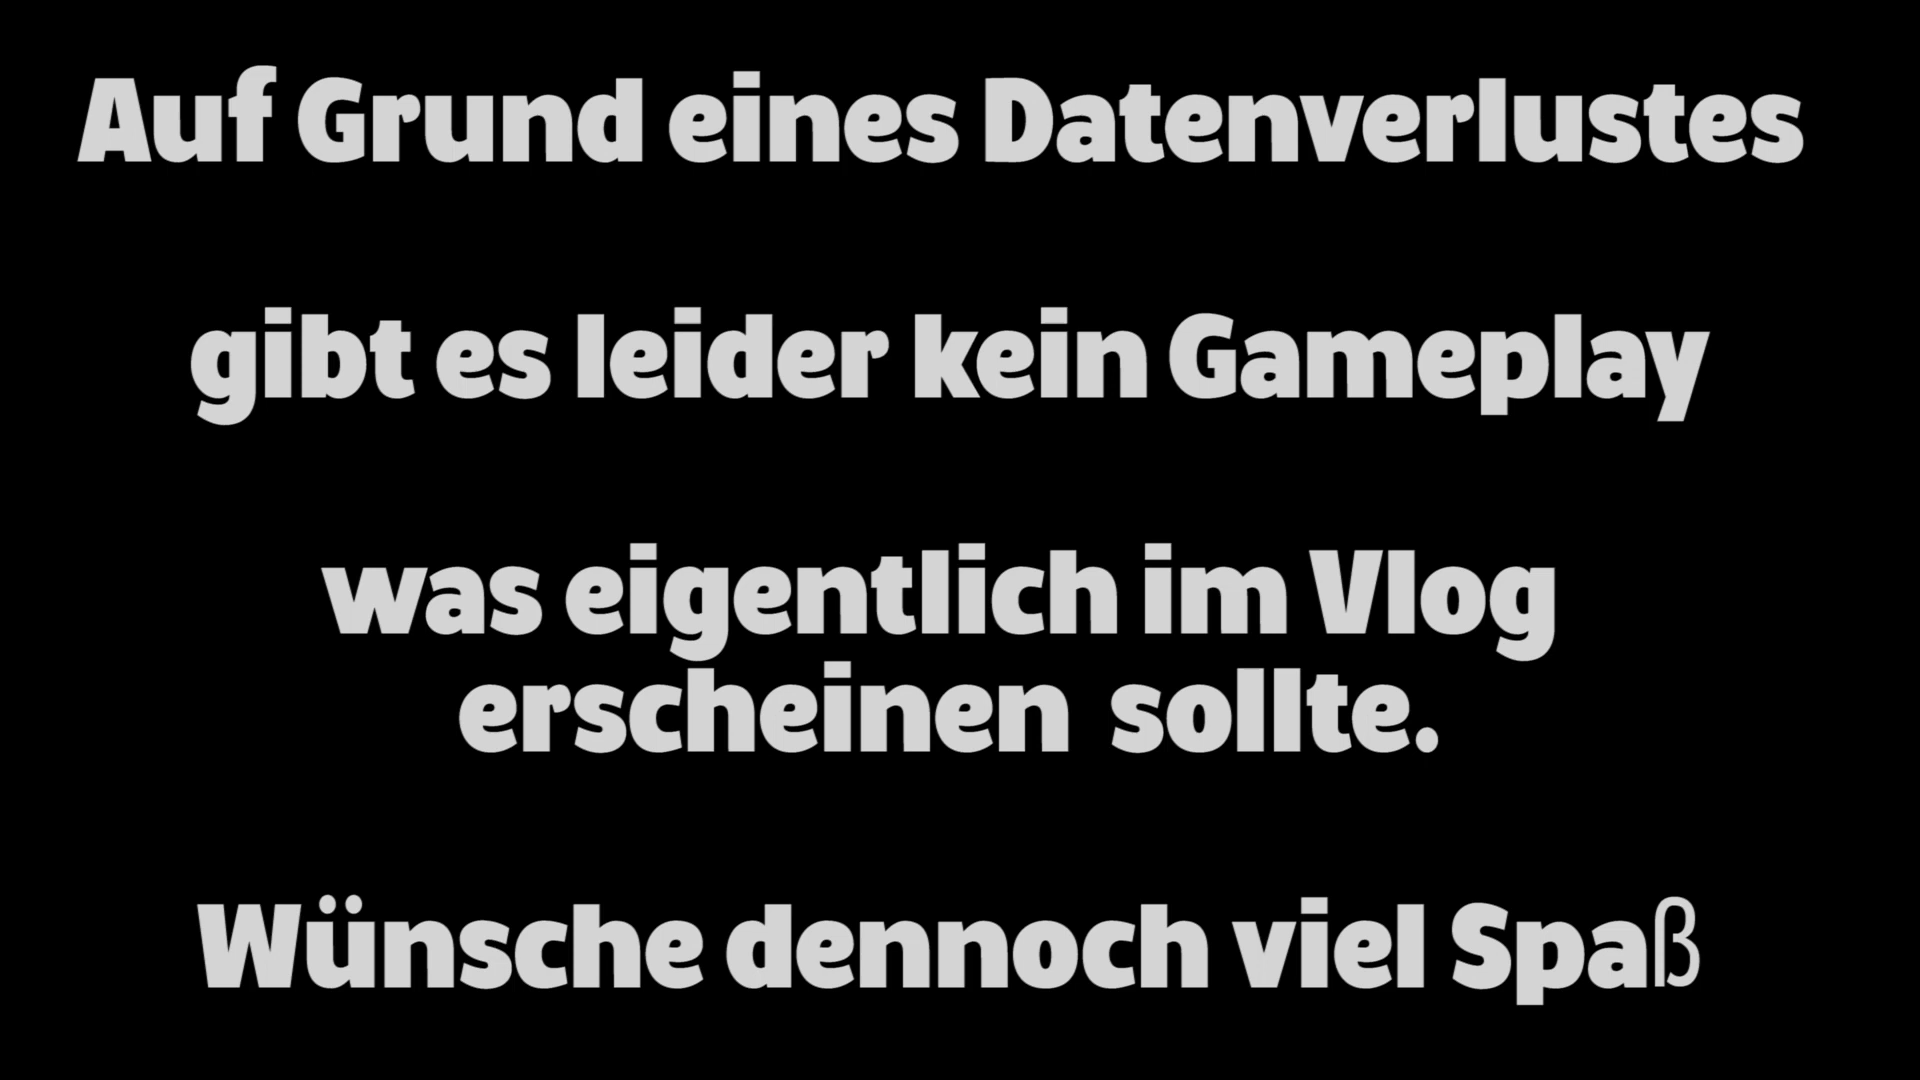 Auf Grund eines Datenverlustes
gibt es leider kein Gameplay
was eigentlich im Vlog
erscheinen  sollte.
Wünsche dennoch viel Spaß